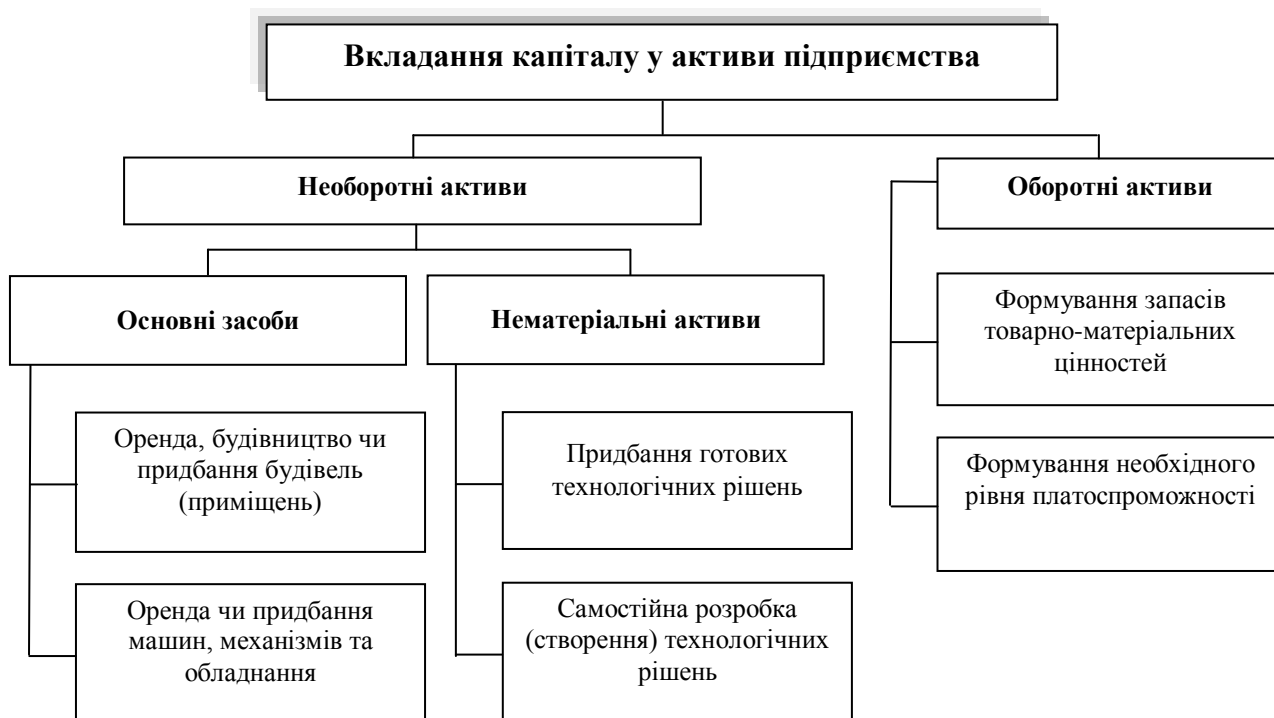 Вкладання капіталу у активи підприємства
Необоротні активи
Оборотні активи
Основні засоби
Нематеріальні активи
Формування запасів
товарно-матеріальних
цінностей
Оренда, будівництво чи
придбання будівель
(приміщень)
Придбання готових
технологічних рішень
Формування необхідного
рівня платоспроможності
Оренда чи придбання
машин, механізмів та
обладнання
Самостійна розробка
(створення) технологічних
рішень